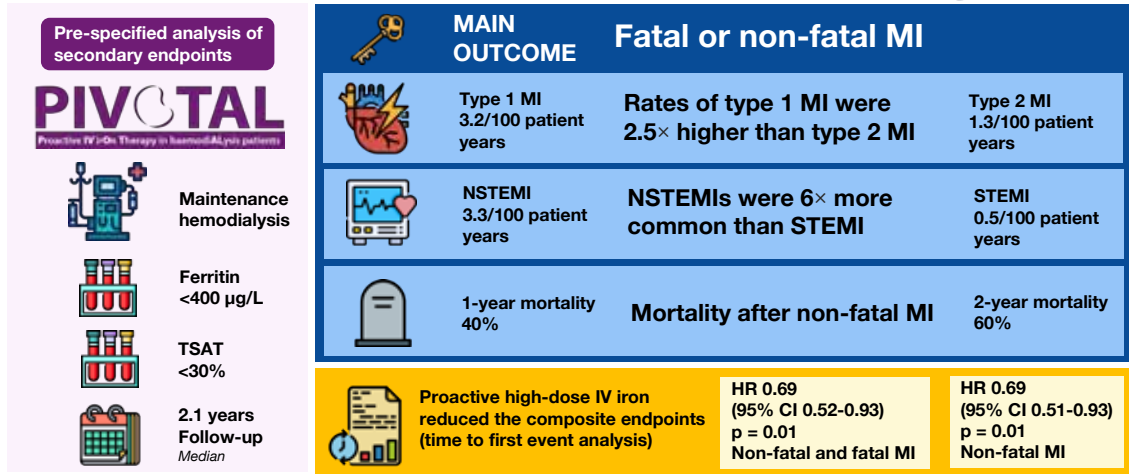 Pre-specified analysis of
secondary endpoints
PIVOTAL
Proactive IV irOn Therapy in haemodiALysis patients
Maintenance
hemodialysis
Ferritin
<400 µg/L
TSAT
<30%
2.1 years
Follow-up
Median
MAIN
OUTCOME
Fatal or non-fatal MI
Type 1 MI
3.2/100 patient
years
Rates of type 1 MI were
2.5× higher than type 2 MI
Type 2 MI
1.3/100 patient
years
NSTEMI
3.3/100 patient
years
NSTEMIs were 6× more
common than STEMI
STEMI
0.5/100 patient
years
1-year mortality
40%
Mortality after non-fatal MI
2-year mortality
60%
Proactive high-dose IV iron
reduced the composite endpoints
(time to first event analysis)
HR 0.69
(95% CI 0.52-0.93)
p = 0.01
Non-fatal and fatal MI
HR 0.69
(95% CI 0.51-0.93)
p = 0.01
Non-fatal MI